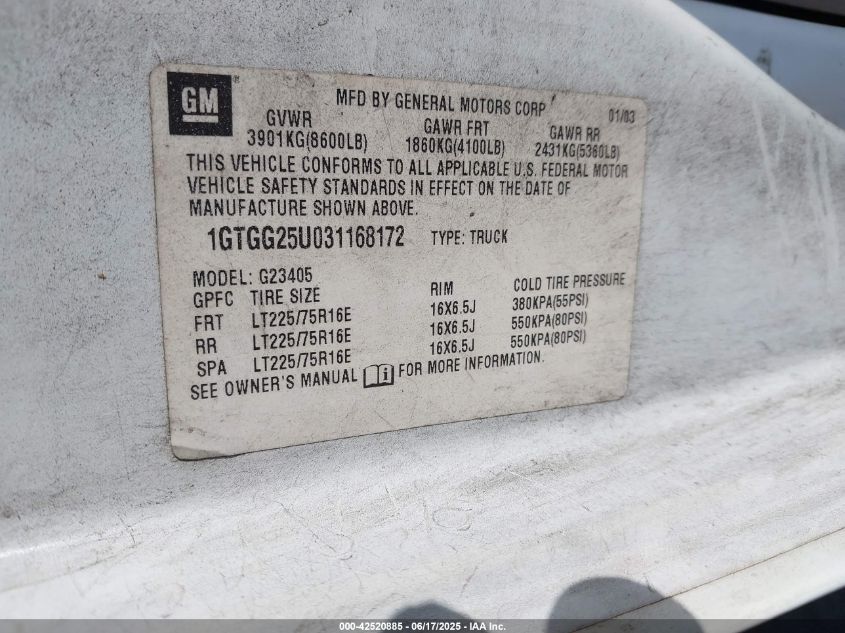 GM ®
MFD BY GENERAL MOTORS CORP 01/03
GVWR GAWR FRT GAWR RR
3901KG(8600LB) 1860KG(4100LB) 2431KG(5360LB)
THIS VEHICLE CONFORMS TO ALL APPLICABLE U.S. FEDERAL MOTOR
VEHICLE SAFETY STANDARDS IN EFFECT ON THE DATE OF
MANUFACTURE SHOWN ABOVE.
1GTGG25U031168172 TYPE: TRUCK
MODEL: G23405
GPFC TIRE SIZE RIM COLD TIRE PRESSURE
FRT LT225/75R16E 16X6.5J 380KPA(55PSI)
RR LT225/75R16E 16X6.5J 550KPA(80PSI)
SPA LT225/75R16E 16X6.5J 550KPA(80PSI)
SEE OWNER'S MANUAL FOR MORE INFORMATION.
000-42520885 - 06/17/2025 - IAA Inc.